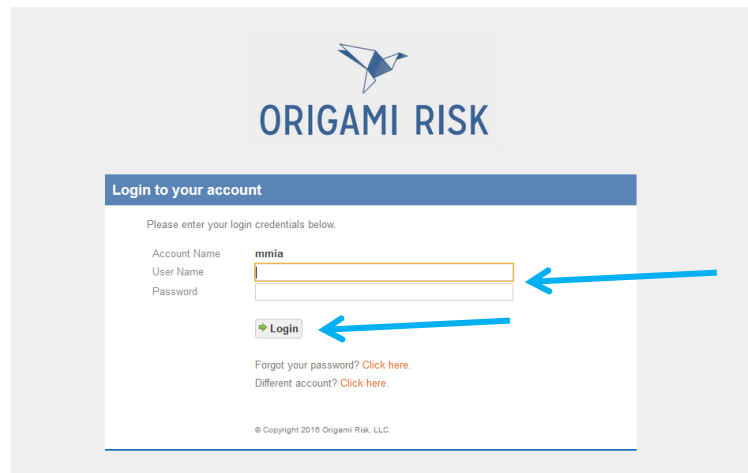 ORIGAMI RISK
Login to your account
Please enter your login credentials below.
Account Name mmia
User Name
Password
Login
Forgot your password? Click here.
Different account? Click here.
© Copyright 2016 Origami Risk, LLC.